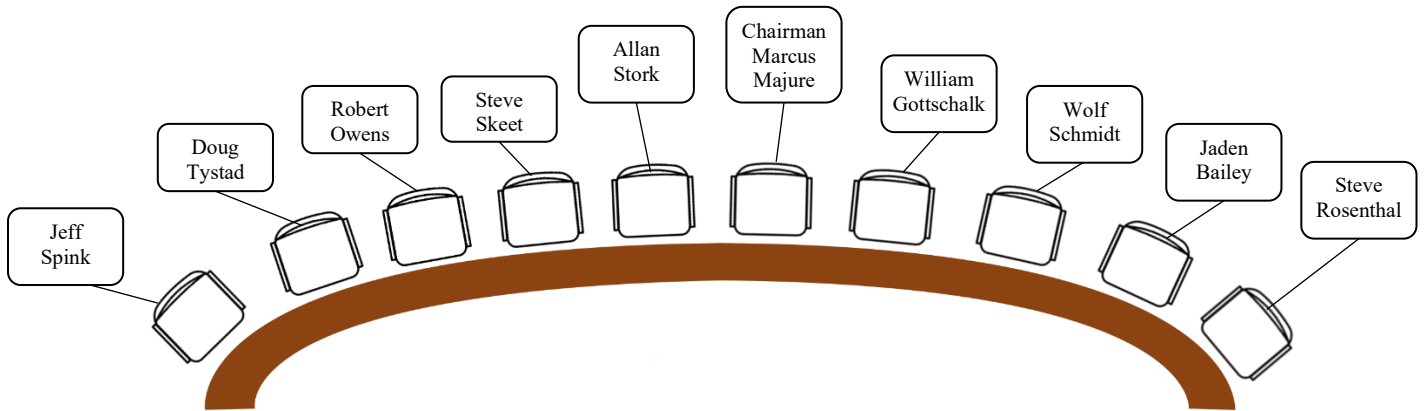 Jeff
Spink
Doug
Tystad
Robert
Owens
Steve
Skeet
Allan
Stork
Chairman
Marcus
Majure
William
Gottschalk
Wolf
Schmidt
Jaden
Bailey
Steve
Rosenthal